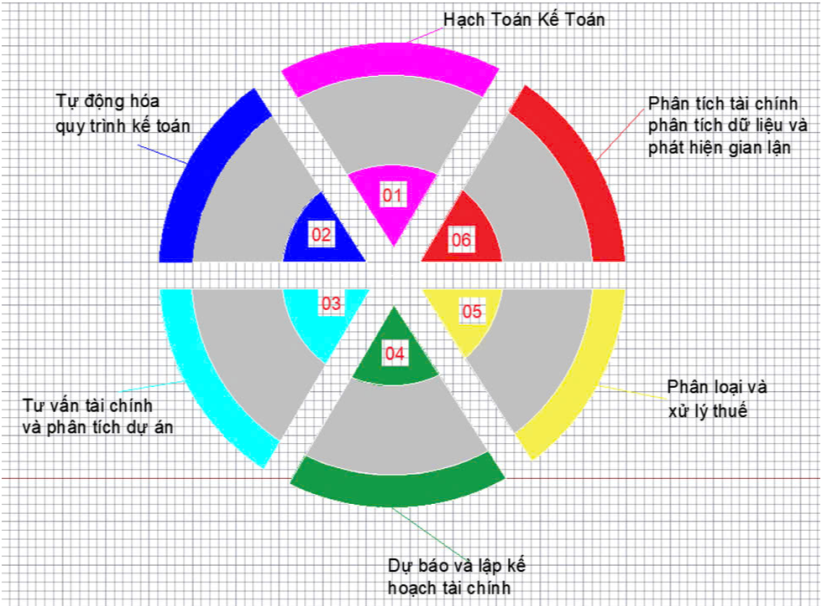 Hạch Toán Kế Toán
Tự động hóa
quy trình kế toán
Phân tích tài chính
phân tích dữ liệu và
phát hiện gian lận
01
02
06
03
05
04
Tư vấn tài chính
và phân tích dự án
Phân loại và
xử lý thuế
Dự báo và lập kế
hoạch tài chính